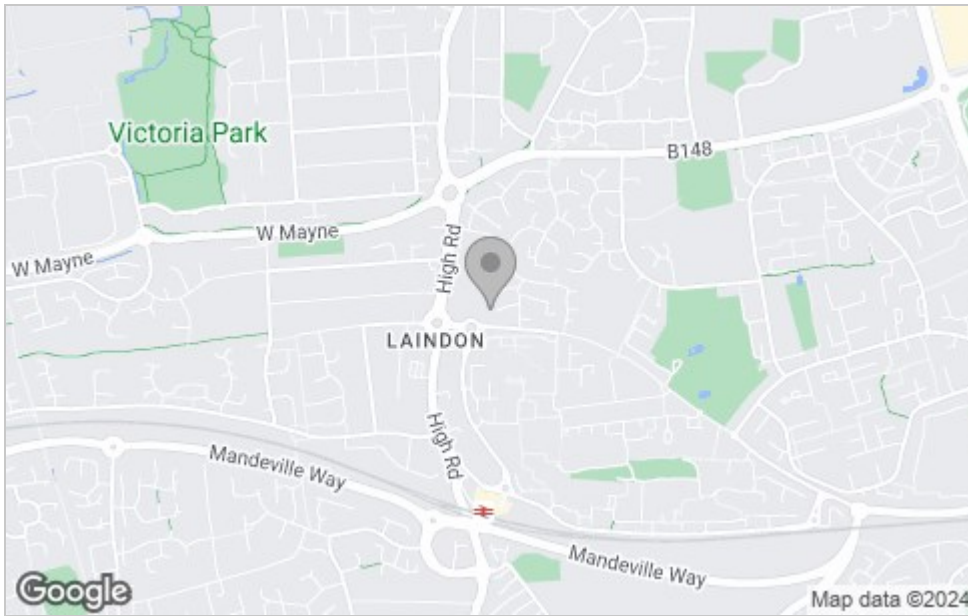 Victoria Park
B148
W Mayne
W Mayne
High Rd
LAINDON
High Rd
Mandeville Way
Mandeville Way
Google
Map data ©2024